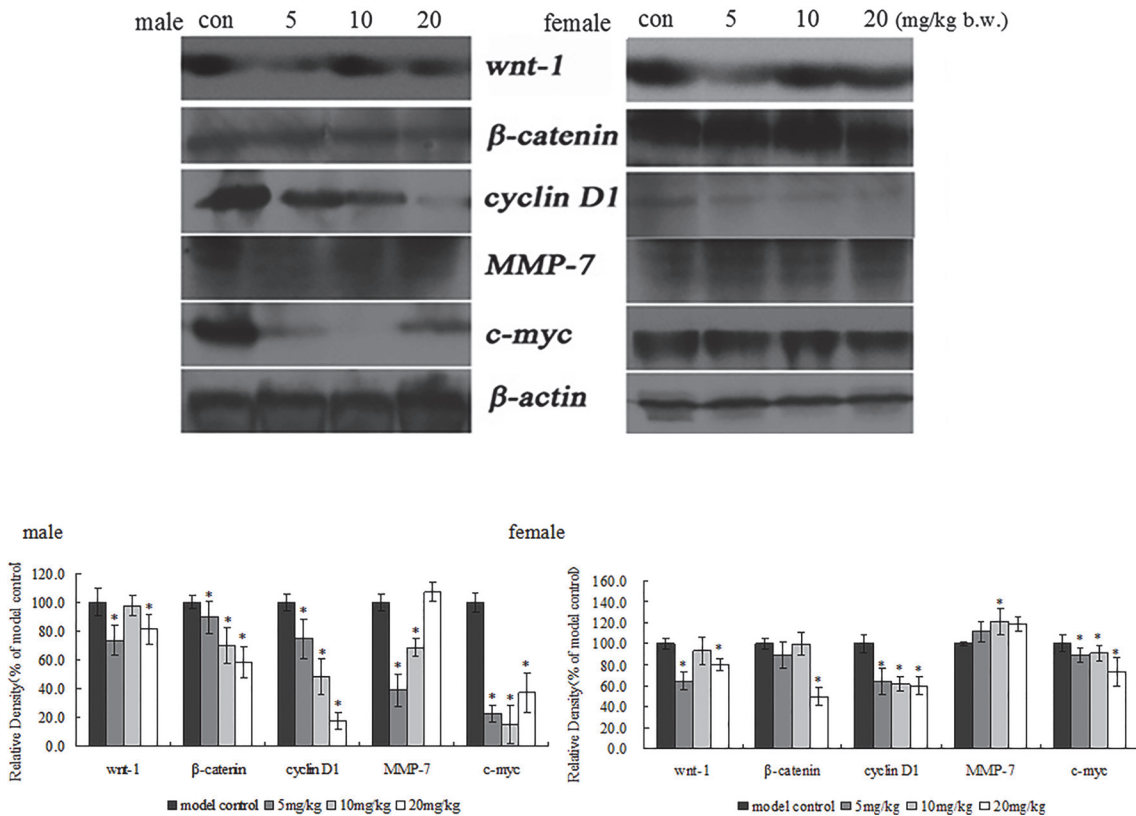 male con 5 10 20 female con 5 10 20 (mg/kg b.w.)
wnt-1
β-catenin
cyclin D1
MMP-7
c-myc
β-actin
male
Relative Density(% of model control)
120.0
100.0
80.0
60.0
40.0
20.0
0.0
* * * * * * * * * * * * *
wnt-1 β-catenin cyclin D1 MMP-7 c-myc
model control 5mg/kg 10mg/kg 20mg/kg
female
Relative Density(% of model control)
160.0
140.0
120.0
100.0
80.0
60.0
40.0
20.0
0.0
* * * * * * * * * *
wnt-1 β-catenin cyclin D1 MMP-7 c-myc
model control 5mg/kg 10mg/kg 20mg/kg